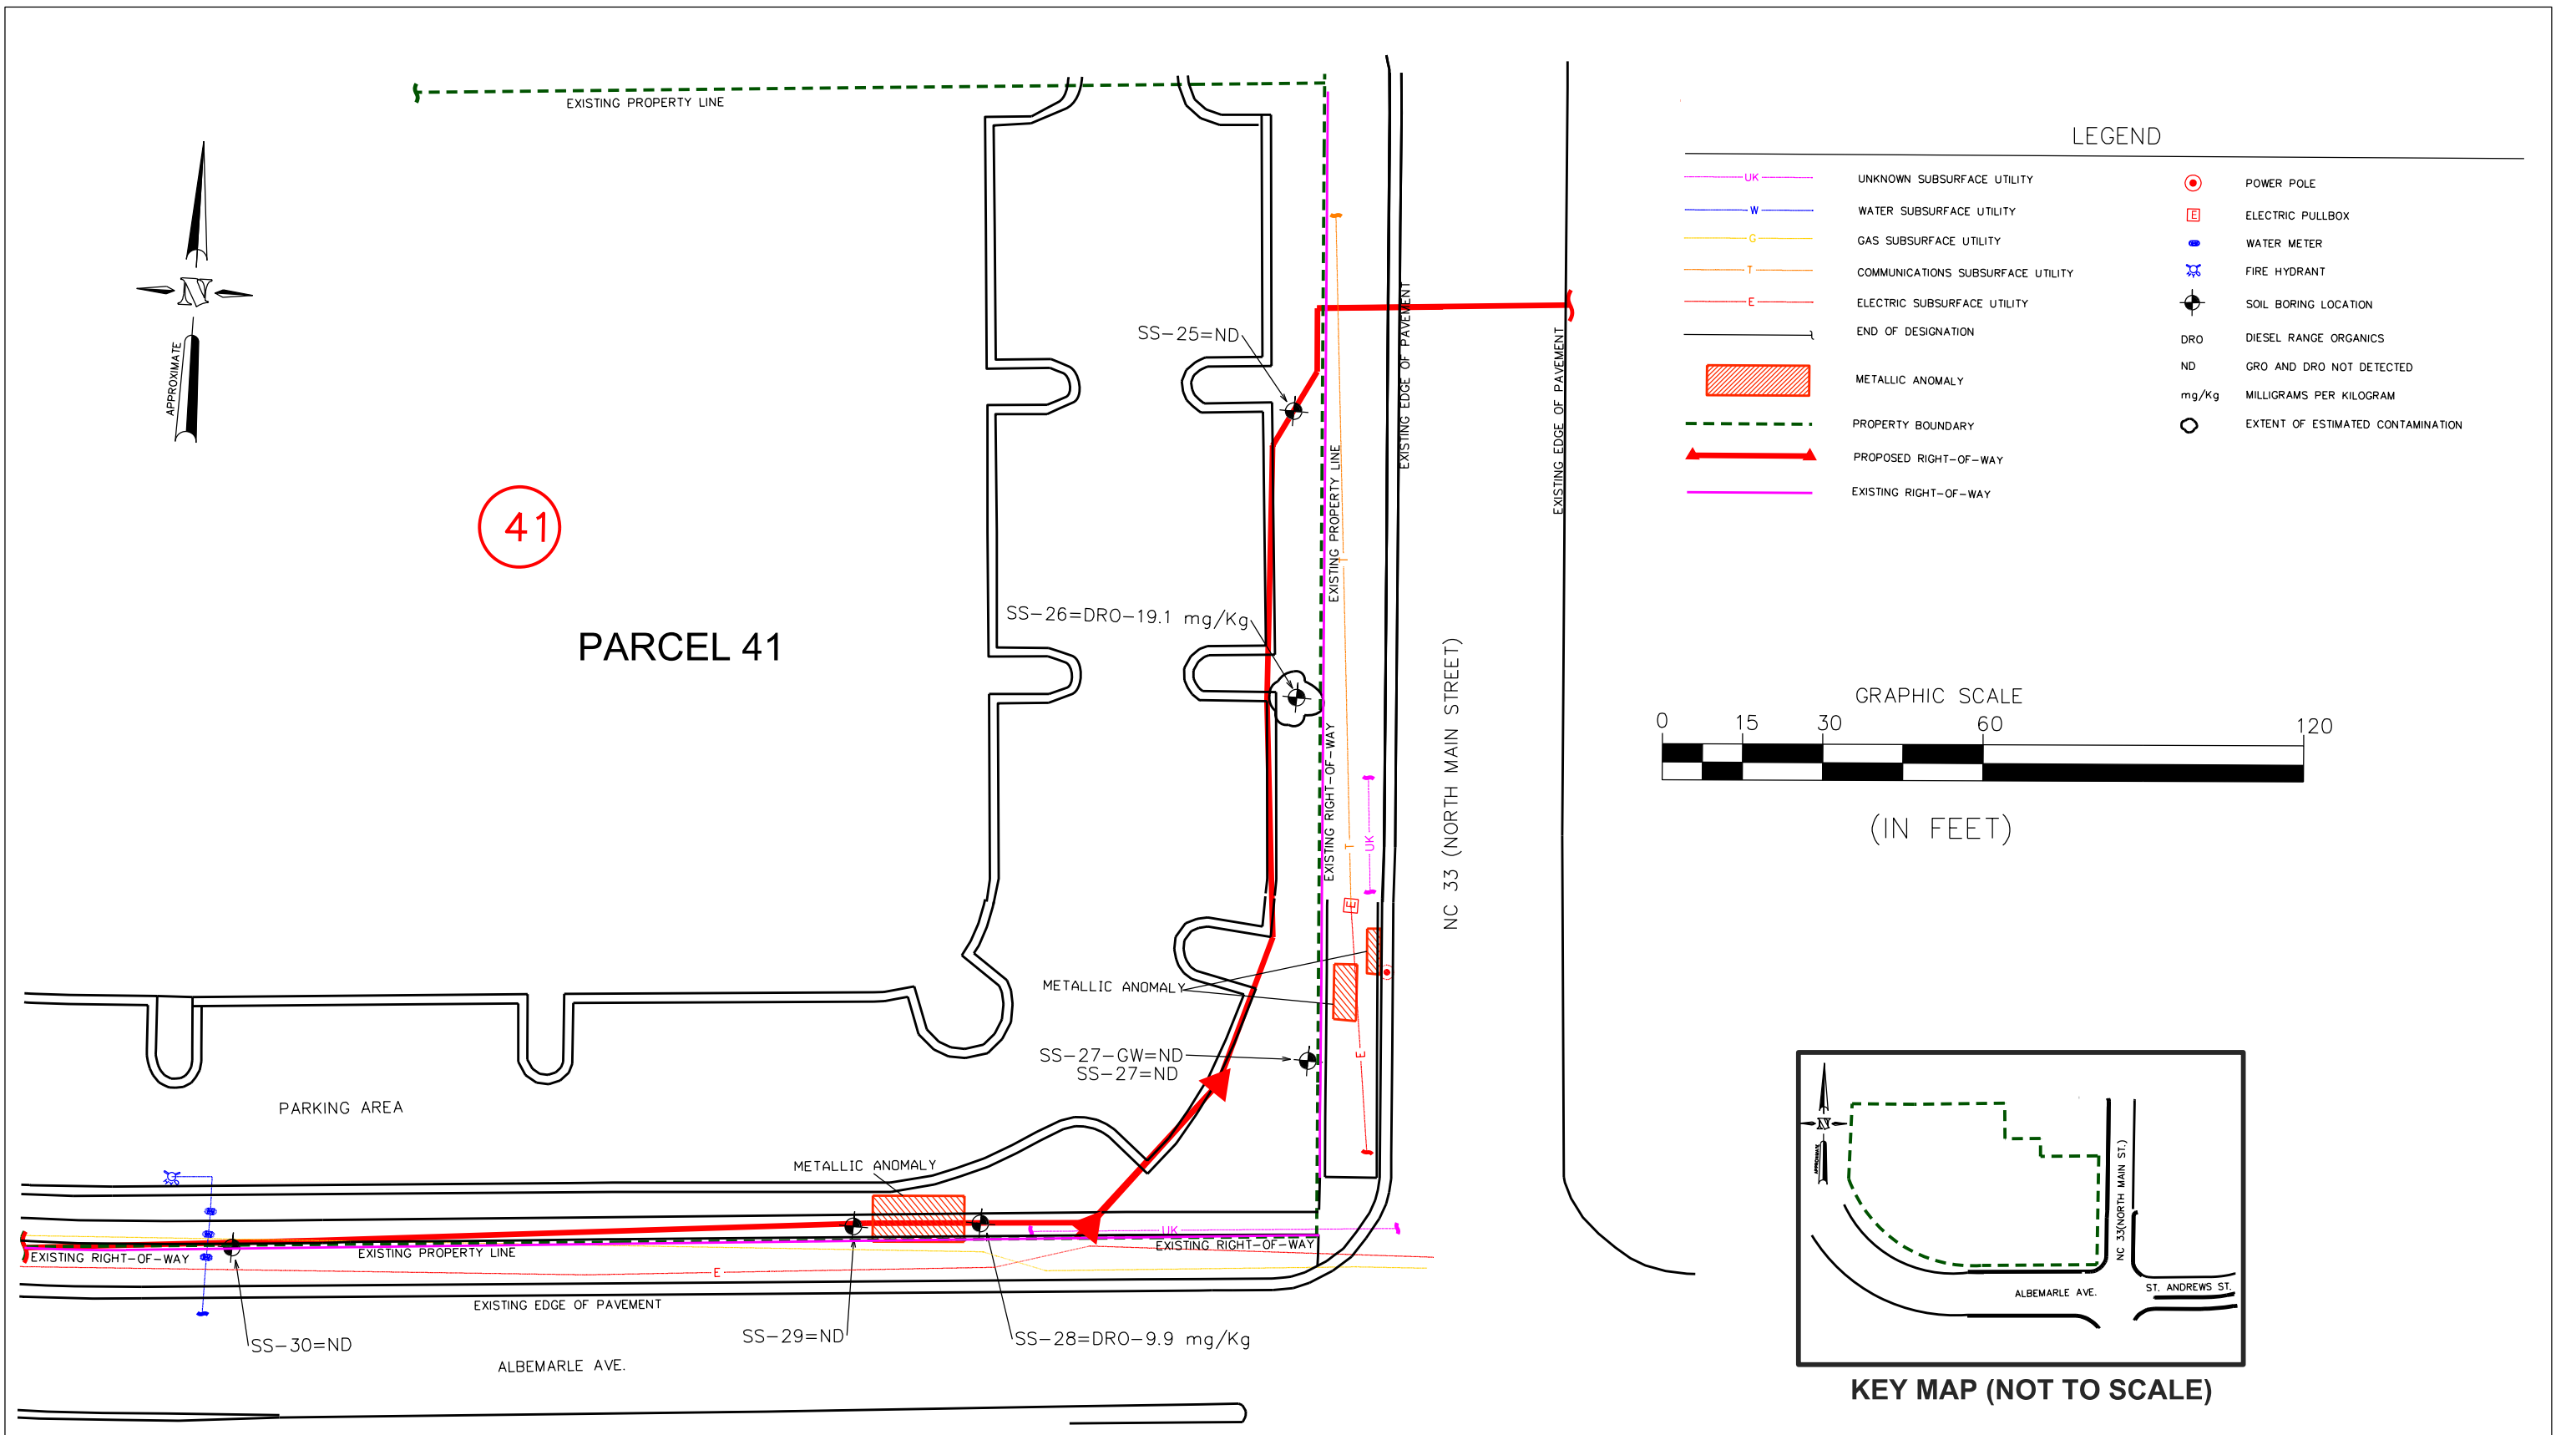 EXISTING PROPERTY LINE
N
APPROXIMATE
41
PARCEL 41
SS-25=ND
SS-26=DRO-19.1 mg/Kg
EXISTING PROPERTY LINE
EXISTING RIGHT-OF-WAY
EXISTING EDGE OF PAVEMENT
EXISTING EDGE OF PAVEMENT
NC 33 (NORTH MAIN STREET)
T
T
UK
E
E
METALLIC ANOMALY
SS-27-GW=ND
SS-27=ND
PARKING AREA
METALLIC ANOMALY
UK
EXISTING RIGHT-OF-WAY
EXISTING PROPERTY LINE
EXISTING RIGHT-OF-WAY
E
EXISTING EDGE OF PAVEMENT
SS-30=ND
SS-29=ND
SS-28=DRO-9.9 mg/Kg
ALBEMARLE AVE.
LEGEND
UK UNKNOWN SUBSURFACE UTILITY
W WATER SUBSURFACE UTILITY
G GAS SUBSURFACE UTILITY
T COMMUNICATIONS SUBSURFACE UTILITY
E ELECTRIC SUBSURFACE UTILITY
END OF DESIGNATION
METALLIC ANOMALY
PROPERTY BOUNDARY
PROPOSED RIGHT-OF-WAY
EXISTING RIGHT-OF-WAY
POWER POLE
E ELECTRIC PULLBOX
WATER METER
FIRE HYDRANT
SOIL BORING LOCATION
DRO DIESEL RANGE ORGANICS
ND GRO AND DRO NOT DETECTED
mg/Kg MILLIGRAMS PER KILOGRAM
EXTENT OF ESTIMATED CONTAMINATION
GRAPHIC SCALE
0 15 30 60 120
(IN FEET)
N
APPROXIMATE
NC 33(NORTH MAIN ST.)
ALBEMARLE AVE.
ST. ANDREWS ST.
KEY MAP (NOT TO SCALE)